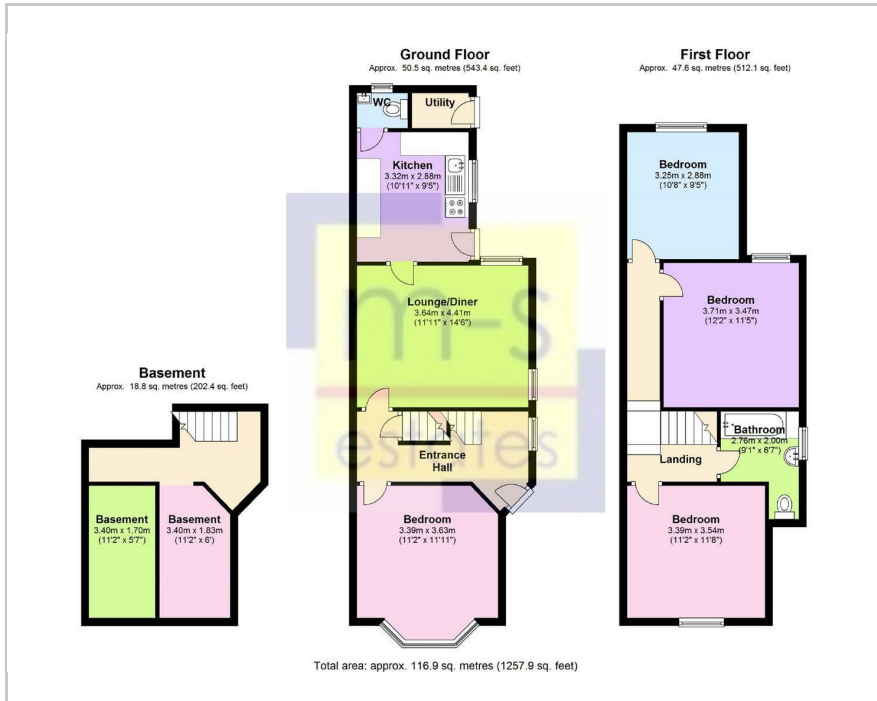 Ground Floor
Approx. 50.5 sq. metres (543.4 sq. feet)
First Floor
Approx. 47.6 sq. metres (512.1 sq. feet)
WC
Utility
Kitchen
3.32m x 2.88m
(10'11" x 9'5")
Bedroom
3.25m x 2.88m
(10'8" x 9'5")
Lounge/Diner
3.64m x 4.41m
(11'11" x 14'6")
Bedroom
3.71m x 3.47m
(12'2" x 11'5")
m-s
estates
Basement
Approx. 18.8 sq. metres (202.4 sq. feet)
Entrance
Hall
Bathroom
2.76m x 2.00m
(9'1" x 6'7")
Landing
Basement
3.40m x 1.70m
(11'2" x 5'7")
Basement
3.40m x 1.83m
(11'2" x 6')
Bedroom
3.39m x 3.63m
(11'2" x 11'11")
Bedroom
3.39m x 3.54m
(11'2" x 11'8")
Total area: approx. 116.9 sq. metres (1257.9 sq. feet)